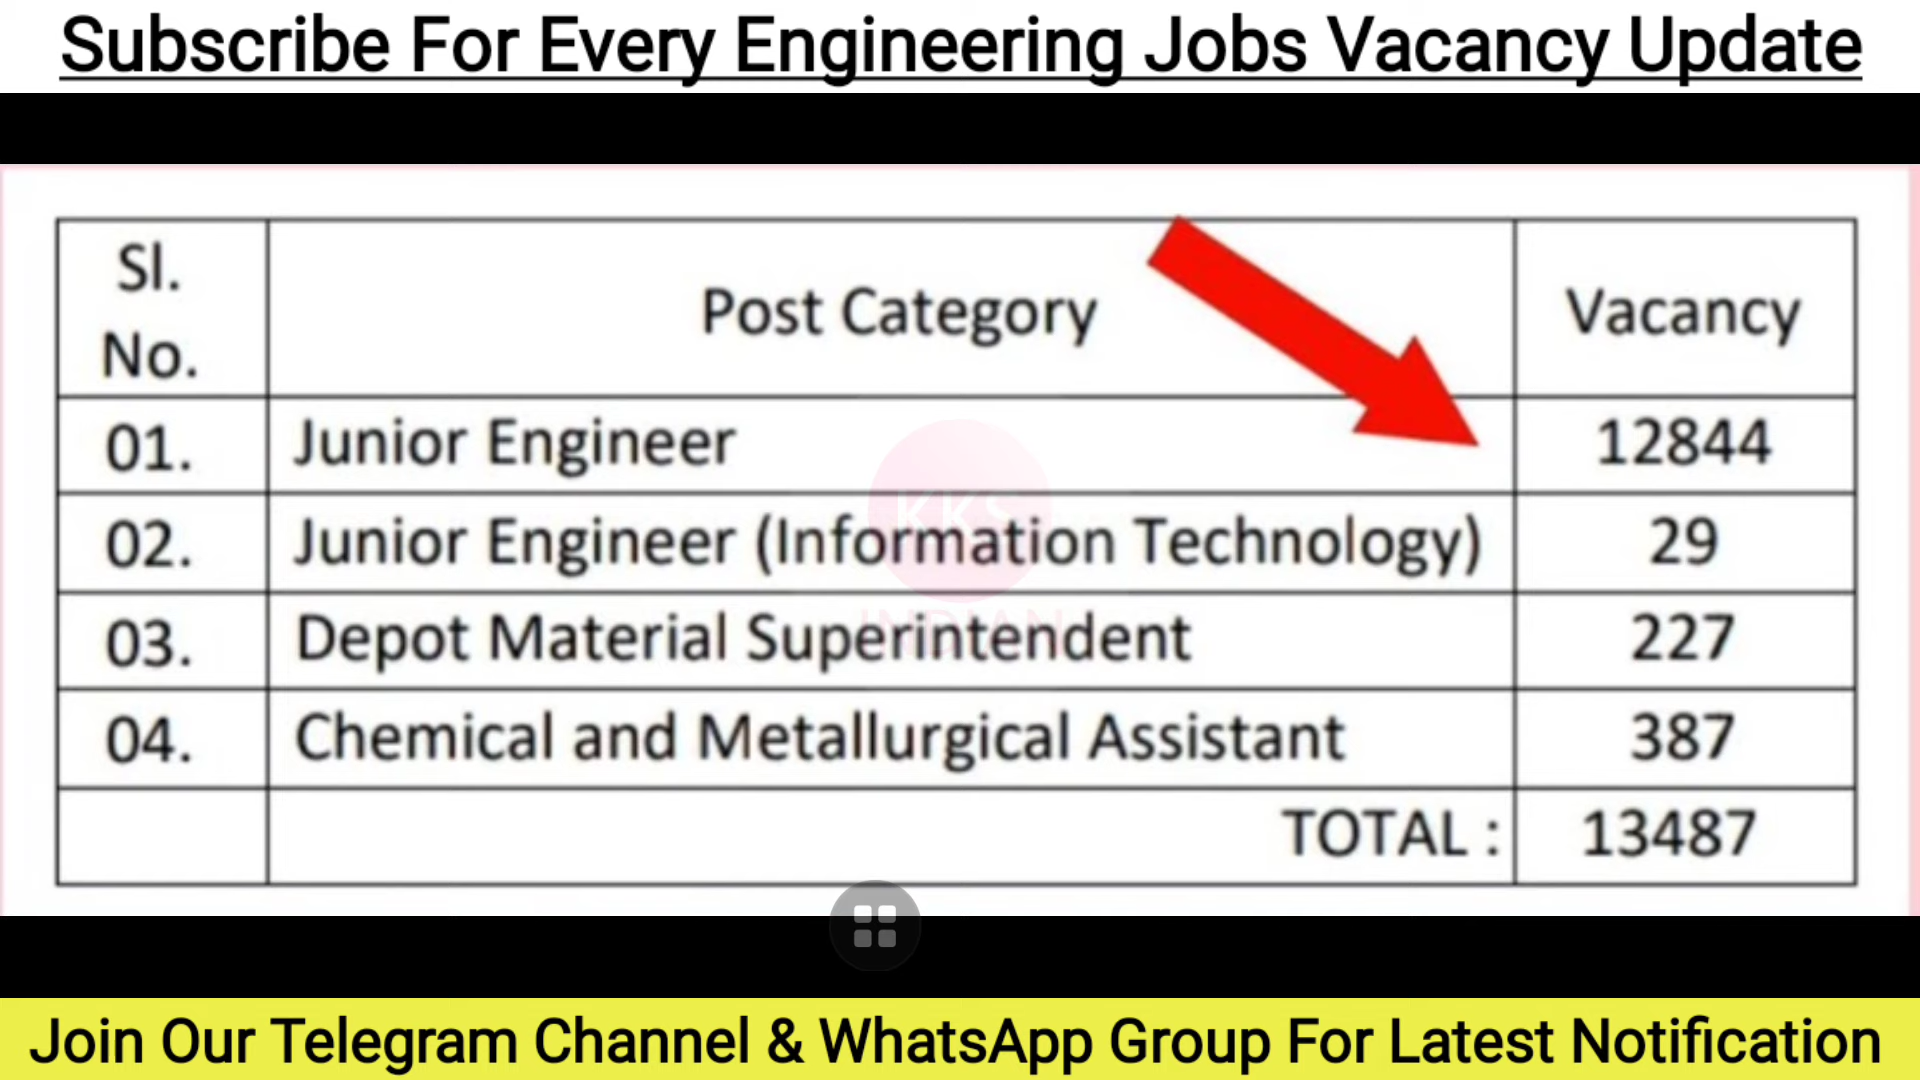 Subscribe For Every Engineering Jobs Vacancy Update
Sl. No. Post Category Vacancy
01. Junior Engineer 12844
02. Junior Engineer (Information Technology) 29
03. Depot Material Superintendent 227
04. Chemical and Metallurgical Assistant 387
TOTAL : 13487
KKS
INDIAN
Join Our Telegram Channel & WhatsApp Group For Latest Notification